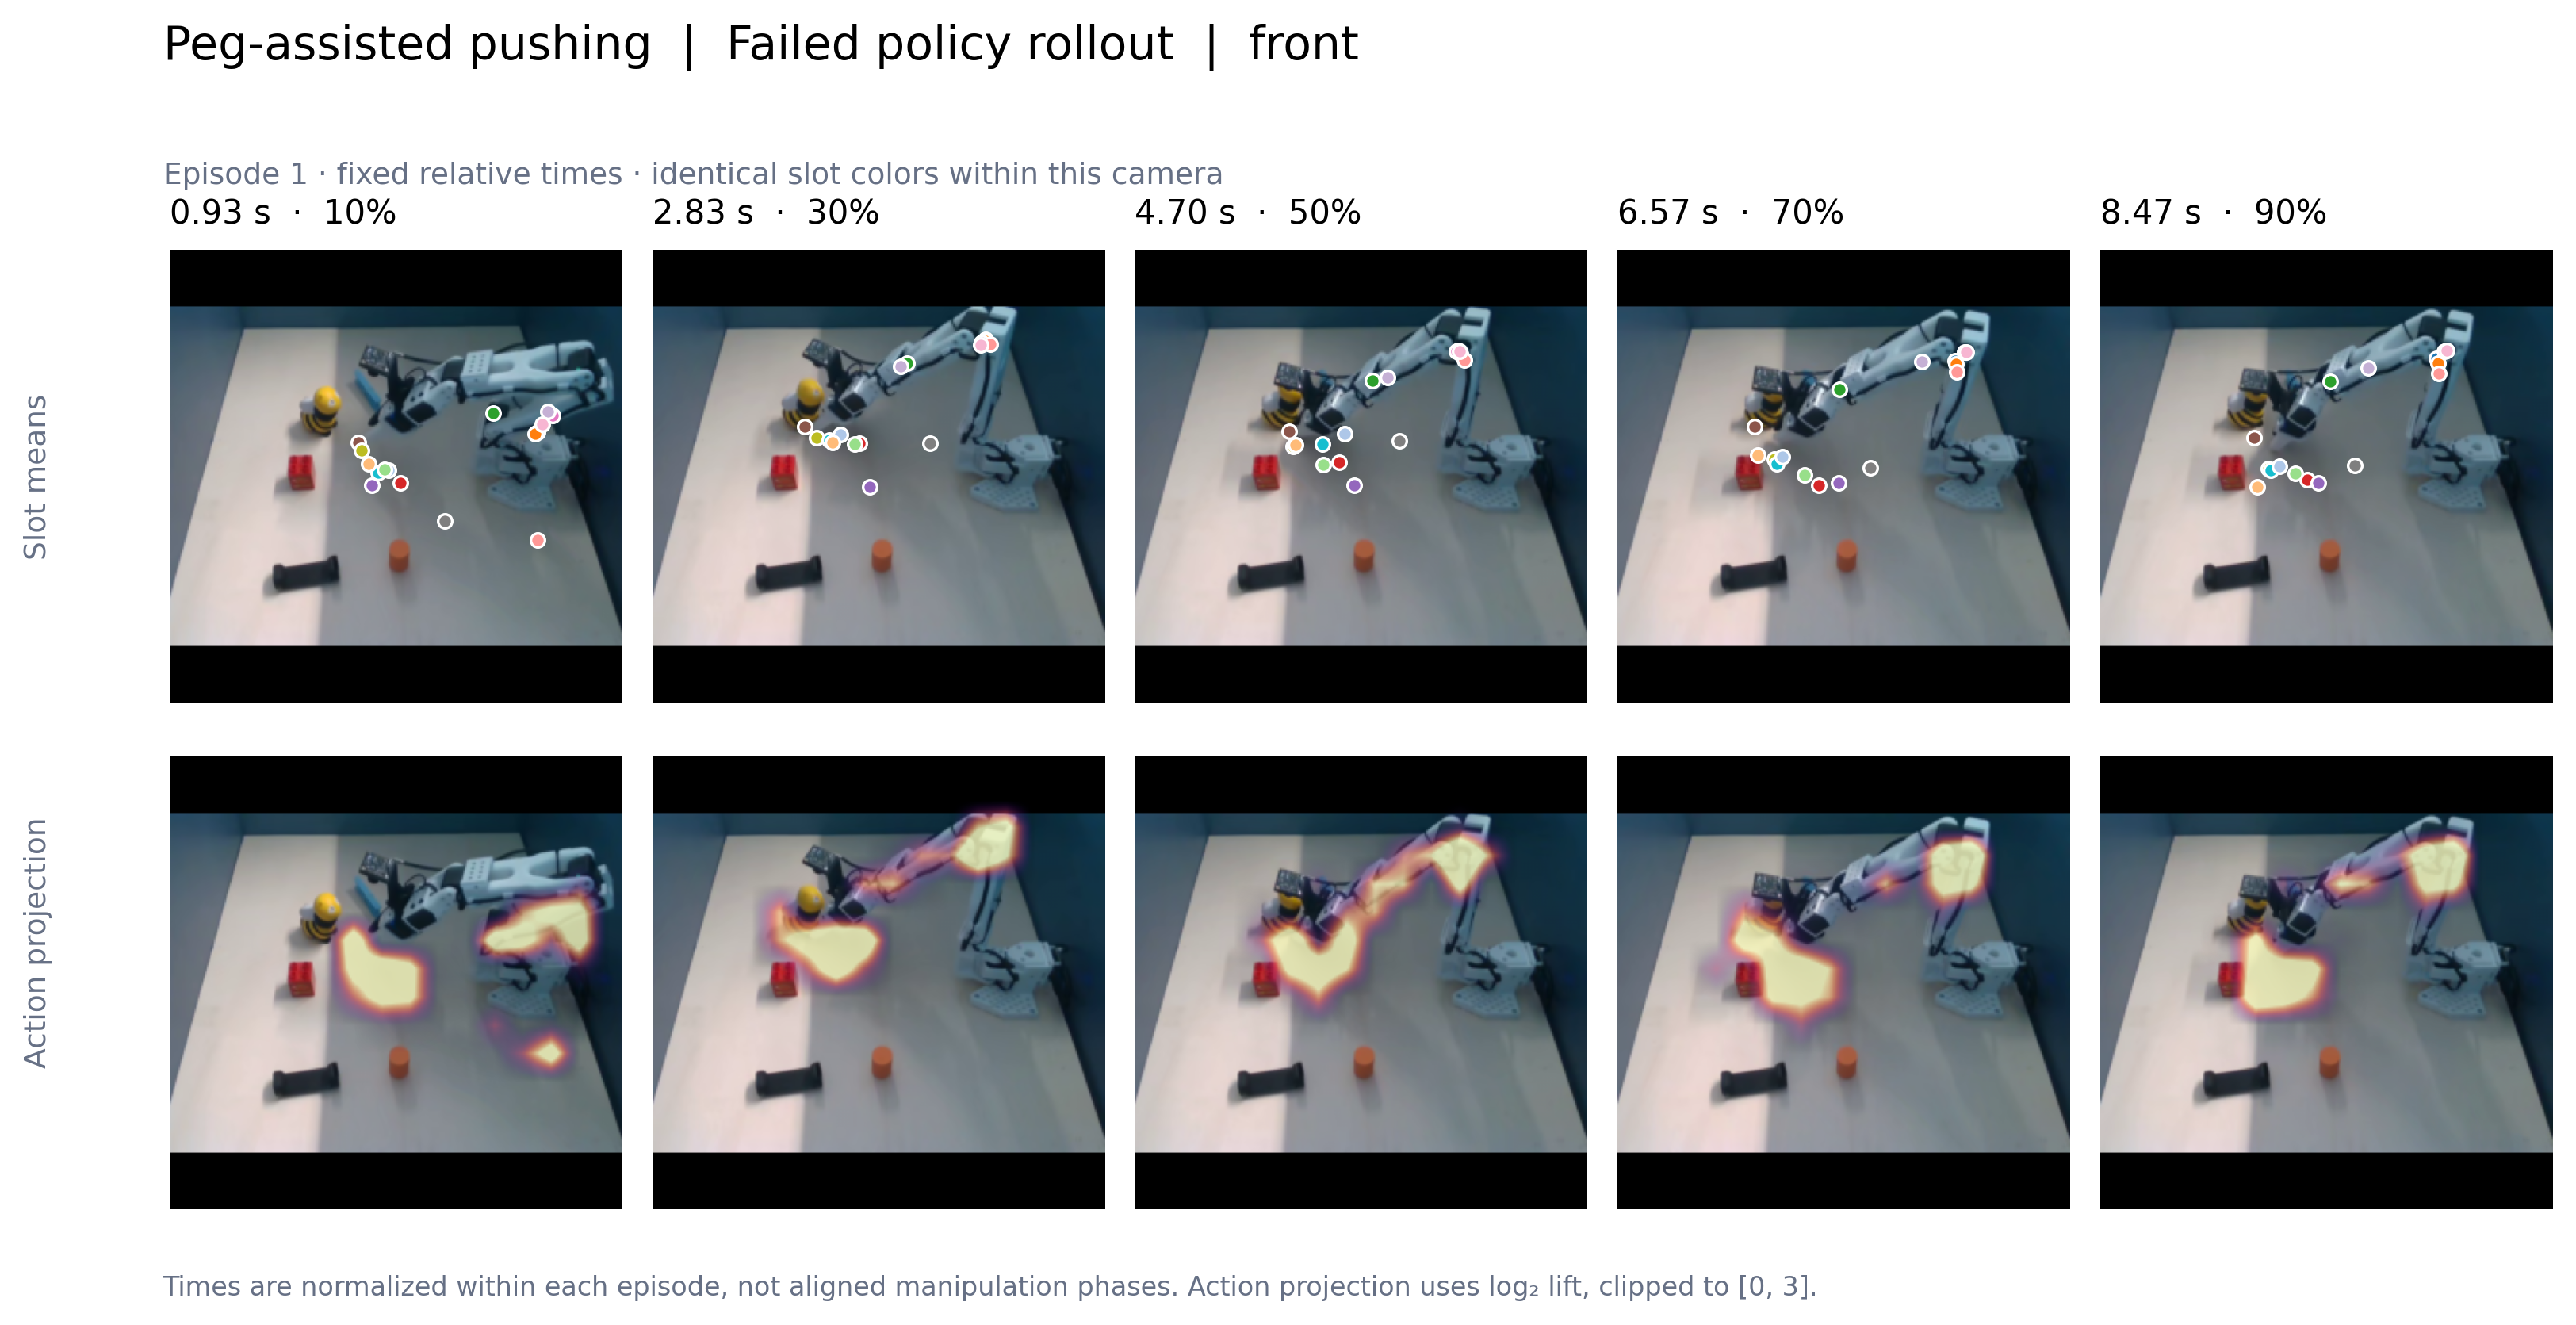 Peg-assisted pushing | Failed policy rollout | front
Episode 1 · fixed relative times · identical slot colors within this camera
0.93 s · 10%
2.83 s · 30%
4.70 s · 50%
6.57 s · 70%
8.47 s · 90%
Slot means
Action projection
Times are normalized within each episode, not aligned manipulation phases. Action projection uses log₂ lift, clipped to [0, 3].